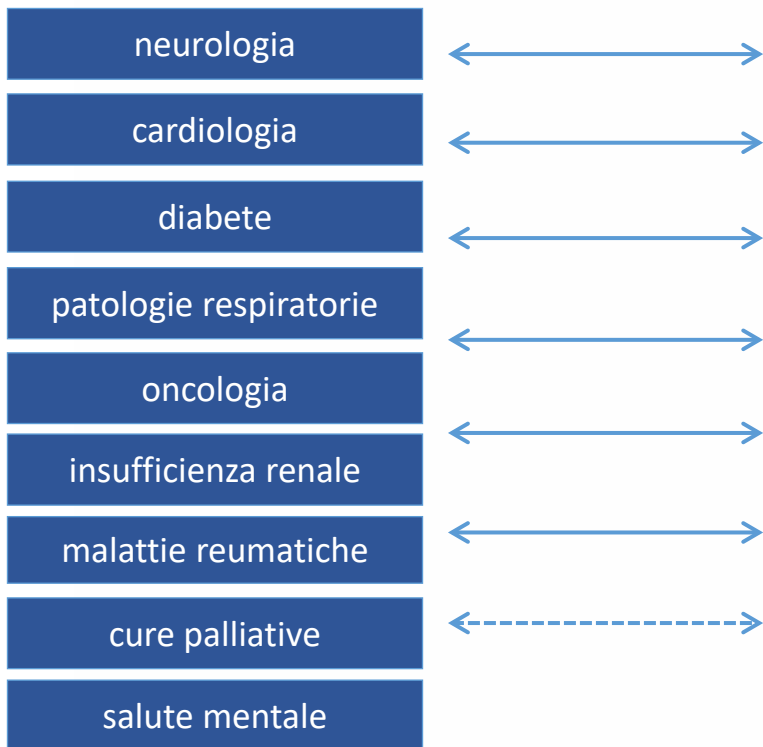 neurologia
cardiologia
diabete
patologie respiratorie
oncologia
insufficienza renale
malattie reumatiche
cure palliative
salute mentale